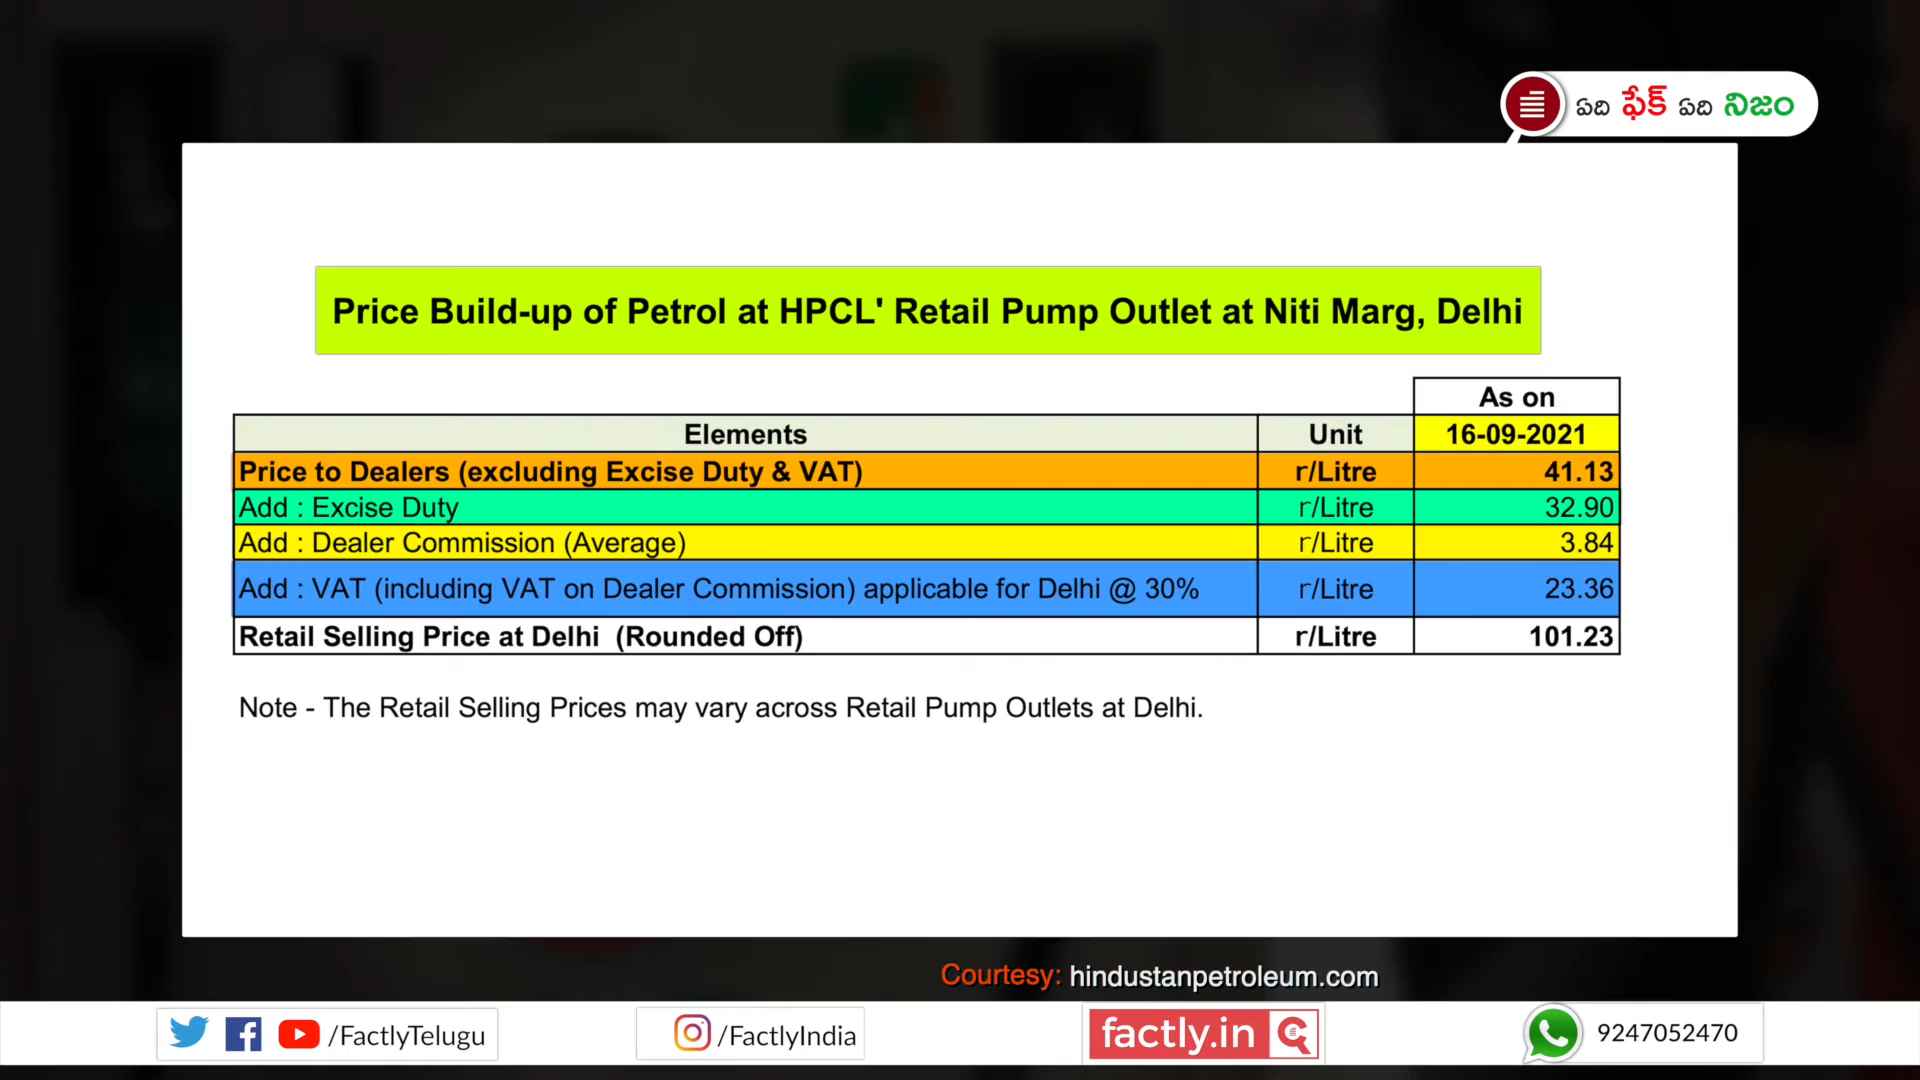 ఏది ఫేక్ ఏది నిజం
Price Build-up of Petrol at HPCL' Retail Pump Outlet at Niti Marg, Delhi
As on
Elements Unit 16-09-2021
Price to Dealers (excluding Excise Duty & VAT) r/Litre 41.13
Add : Excise Duty r/Litre 32.90
Add : Dealer Commission (Average) r/Litre 3.84
Add : VAT (including VAT on Dealer Commission) applicable for Delhi @ 30% r/Litre 23.36
Retail Selling Price at Delhi (Rounded Off) r/Litre 101.23
Note - The Retail Selling Prices may vary across Retail Pump Outlets at Delhi.
Courtesy: hindustanpetroleum.com
/FactlyTelugu /FactlyIndia factly.in 9247052470